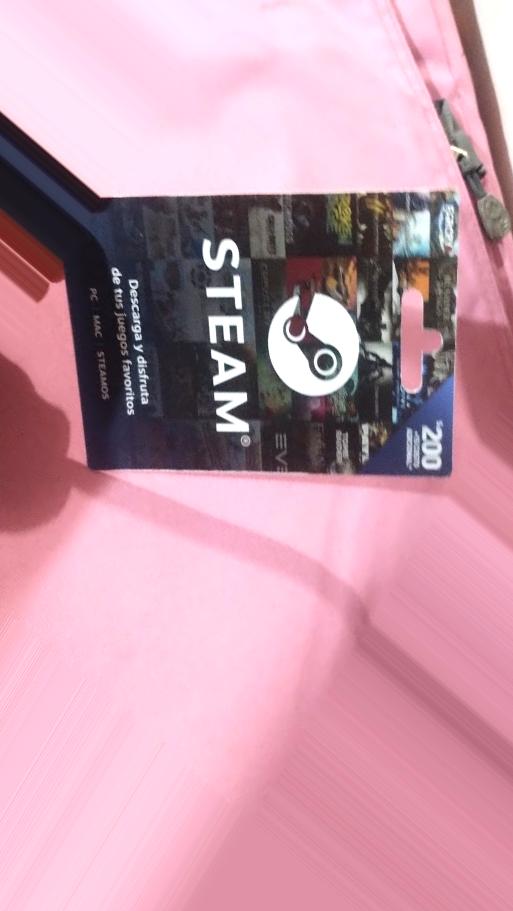 $200
STEAM®
Descarga y disfruta
de tus juegos favoritos
PC | MAC | STEAMOS